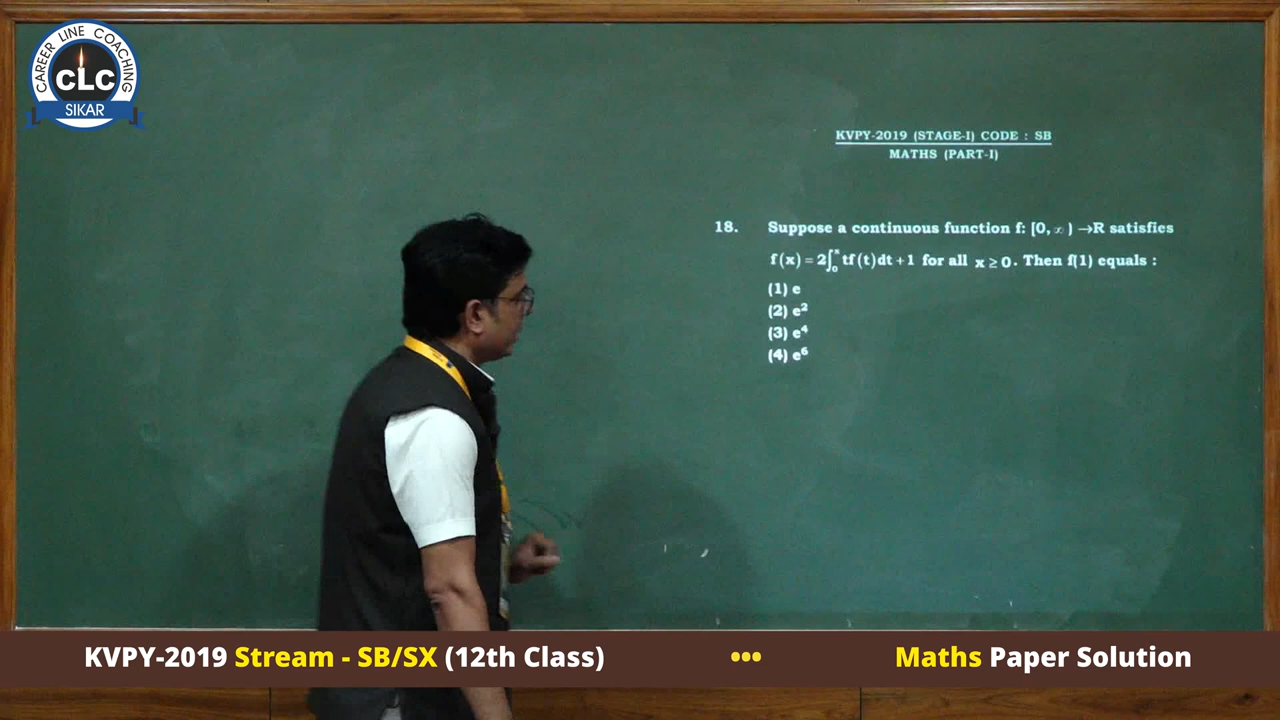 CAREER LINE COACHING
CLC
SIKAR
KVPY-2019 (STAGE-I) CODE : SB
MATHS (PART-I)
18. Suppose a continuous function f: [0, ∞ ) →R satisfies
f(x) = 2∫₀ˣ tf(t)dt+1 for all x ≥ 0. Then f(1) equals :
(1) e
(2) e²
(3) e⁴
(4) e⁶
KVPY-2019 Stream - SB/SX (12th Class) ••• Maths Paper Solution